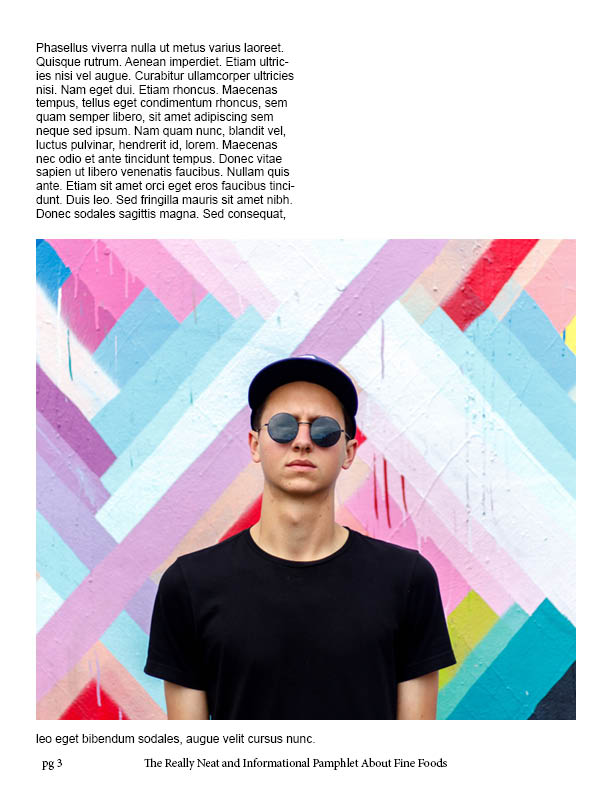 Phasellus viverra nulla ut metus varius laoreet.
Quisque rutrum. Aenean imperdiet. Etiam ultric-
ies nisi vel augue. Curabitur ullamcorper ultricies
nisi. Nam eget dui. Etiam rhoncus. Maecenas
tempus, tellus eget condimentum rhoncus, sem
quam semper libero, sit amet adipiscing sem
neque sed ipsum. Nam quam nunc, blandit vel,
luctus pulvinar, hendrerit id, lorem. Maecenas
nec odio et ante tincidunt tempus. Donec vitae
sapien ut libero venenatis faucibus. Nullam quis
ante. Etiam sit amet orci eget eros faucibus tinci-
dunt. Duis leo. Sed fringilla mauris sit amet nibh.
Donec sodales sagittis magna. Sed consequat,
leo eget bibendum sodales, augue velit cursus nunc.
pg 3 The Really Neat and Informational Pamphlet About Fine Foods